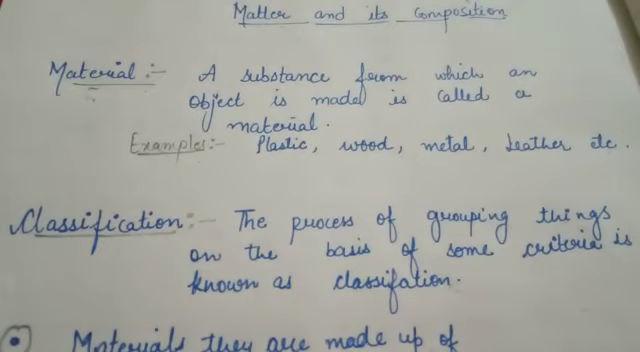 Matter and its Composition
Material :- A substance from which an
object is madel is called a
material.
Examples:- Plastic, wood, metal, Leather etc.
Classification:- The process of grouping things
on the basis of some criteria is
known as classifation.
Materials they are made up of